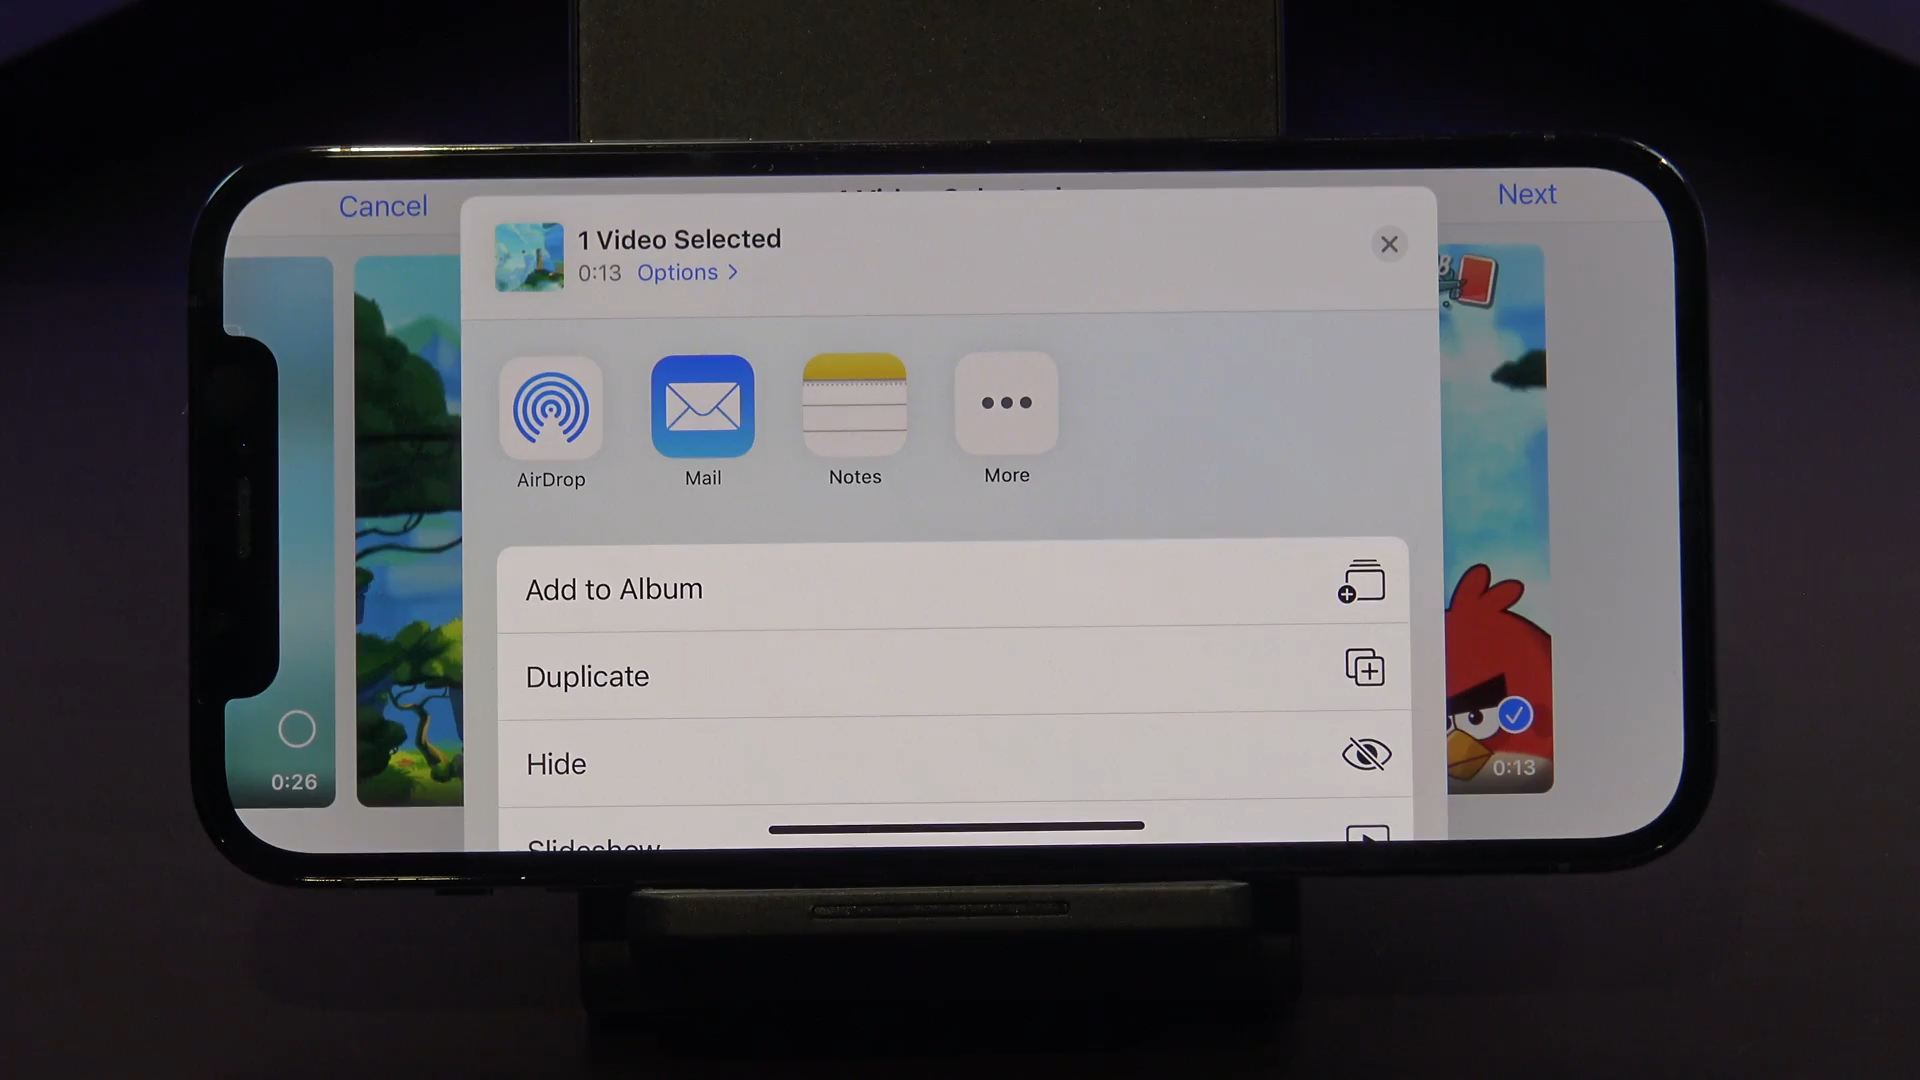 Cancel
Next
1 Video Selected
0:13 Options >
AirDrop
Mail
Notes
More
Add to Album
Duplicate
Hide
Slideshow
0:26
0:13